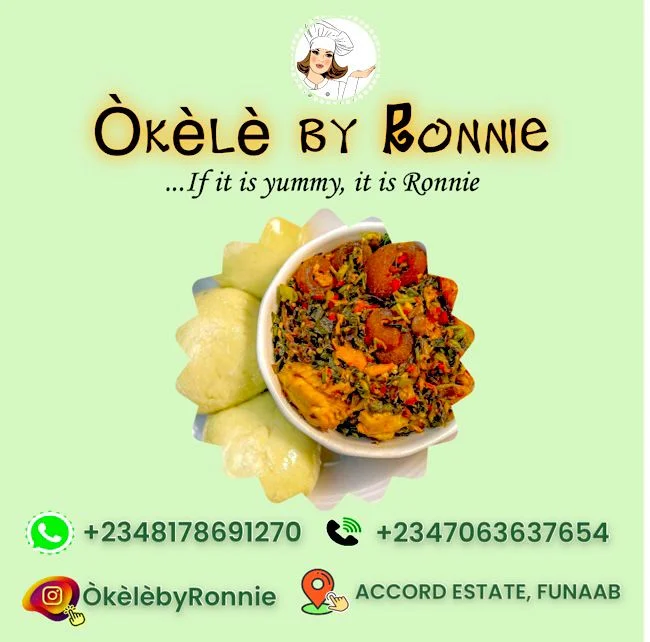 Òkèlè by Ronnie
...If it is yummy, it is Ronnie
+2348178691270 +2347063637654
ÒkèlèbyRonnie ACCORD ESTATE, FUNAAB